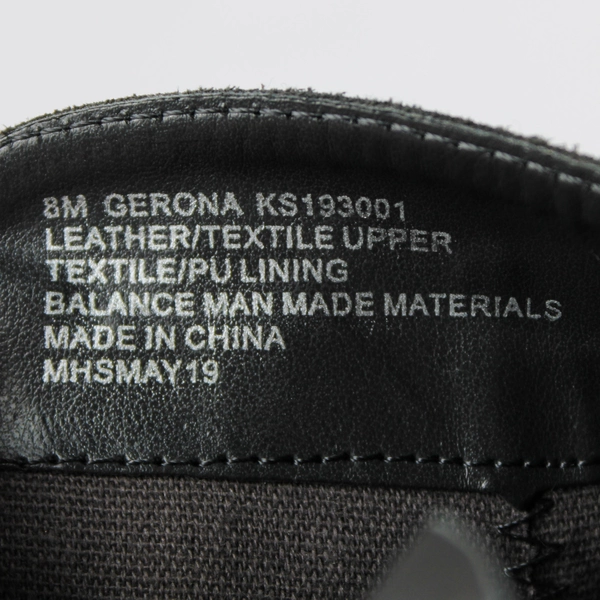 8M GERONA KS193001
LEATHER/TEXTILE UPPER
TEXTILE/PU LINING
BALANCE MAN MADE MATERIALS
MADE IN CHINA
MHSMAY19